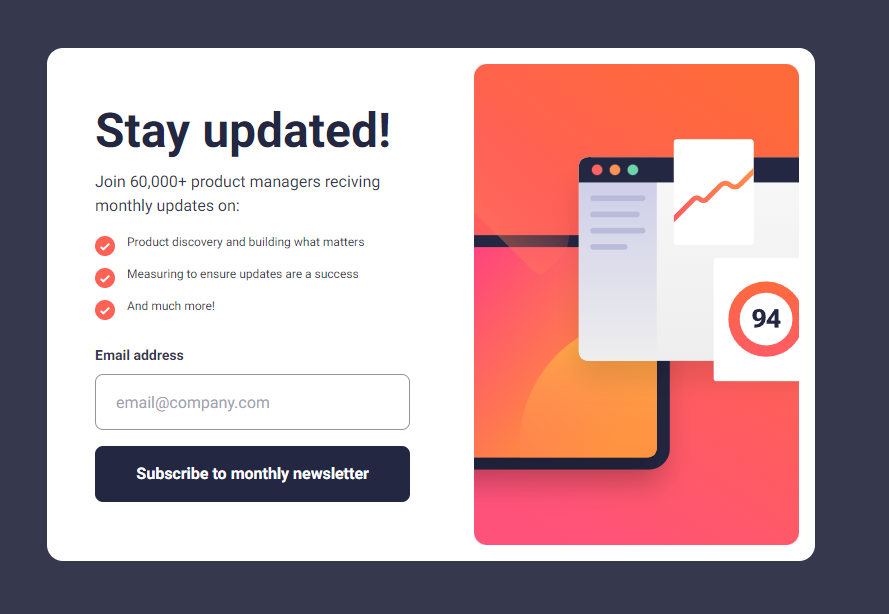 Stay updated!
Join 60,000+ product managers reciving
monthly updates on:
Product discovery and building what matters
Measuring to ensure updates are a success
And much more!
Email address
email@company.com
Subscribe to monthly newsletter
94